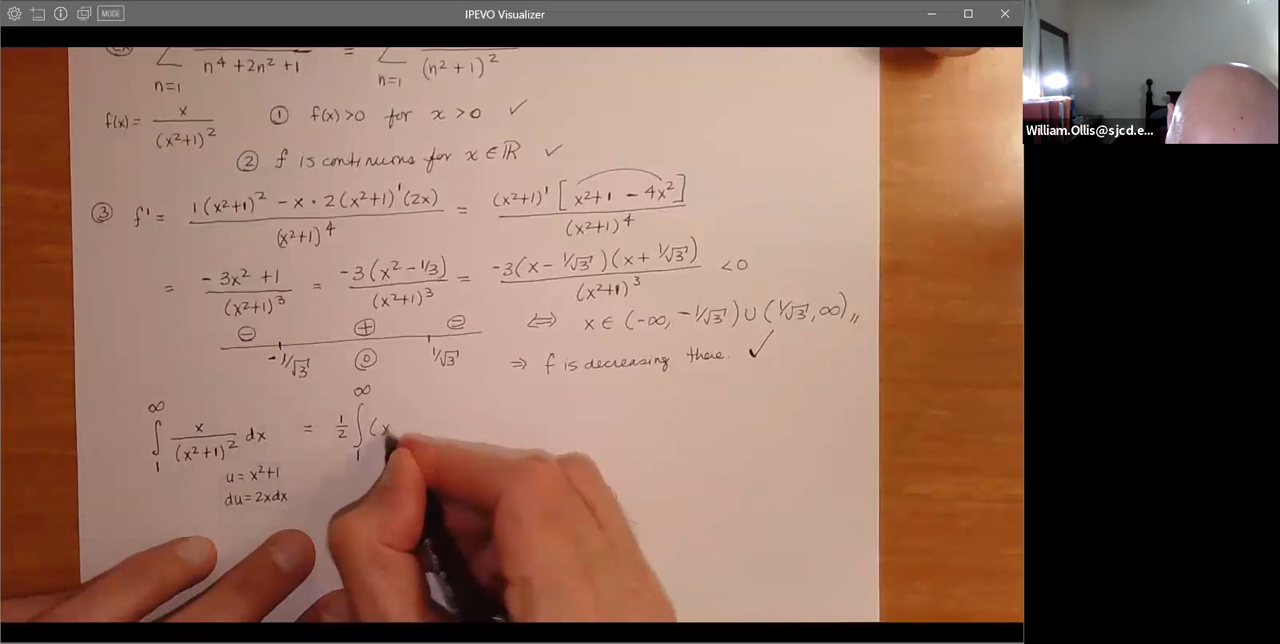 MODE
IPEVO Visualizer
William.Ollis@sjcd.e...
∑ n=1 / n⁴+2n²+1 = ∑ n=1 / (n²+1)²
f(x) = x / (x²+1)² ① f(x)>0 for x>0 ✓
② f is continuous for x∈ℝ ✓
③ f' = 1(x²+1)² - x • 2(x²+1)'(2x) / (x²+1)⁴ = (x²+1)' [x²+1 - 4x²] / (x²+1)⁴
= -3x²+1 / (x²+1)³ = -3(x²-1/3) / (x²+1)³ = -3(x-1/√3)(x+1/√3) / (x²+1)³ <0
⊖ ⊕ ⊖ ⟺ x∈(-∞, -1/√3)∪(1/√3, ∞),,
-1/√3 0 1/√3 ⇒ f is decreasing there. ✓
∫₁^∞ x / (x²+1)² dx = 1/2 ∫₁^∞ (x
u = x²+1
du = 2xdx